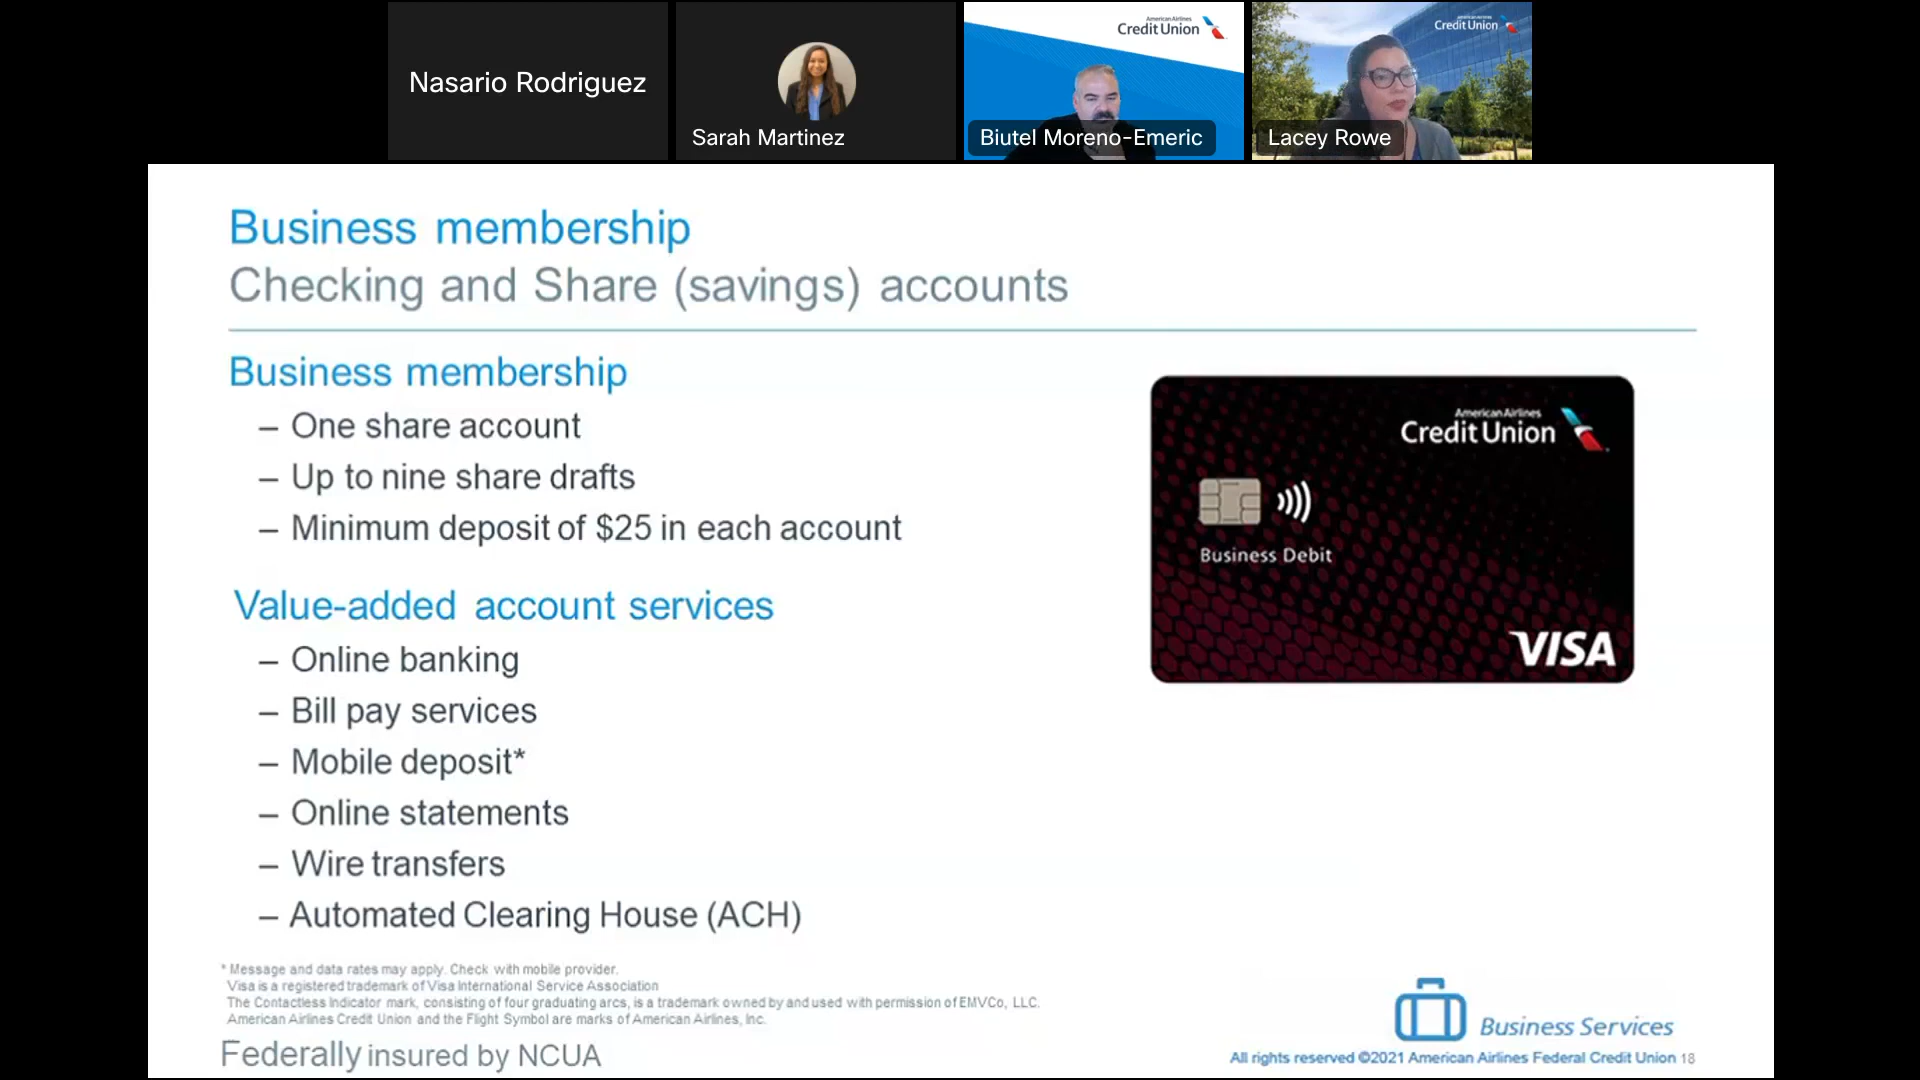 Nasario Rodriguez
Sarah Martinez
American Airlines
Credit Union
Biutel Moreno-Emeric
Credit Union
Lacey Rowe
Business membership
Checking and Share (savings) accounts
Business membership
– One share account
– Up to nine share drafts
– Minimum deposit of $25 in each account
American Airlines
Credit Union
Business Debit
VISA
Value-added account services
– Online banking
– Bill pay services
– Mobile deposit*
– Online statements
– Wire transfers
– Automated Clearing House (ACH)
* Message and data rates may apply. Check with mobile provider.
Visa is a registered trademark of Visa International Service Association
The Contactless Indicator mark, consisting of four graduating arcs, is a trademark owned by and used with permission of EMVCo, LLC.
American Airlines Credit Union and the Flight Symbol are marks of American Airlines, Inc.
Federally insured by NCUA
Business Services
All rights reserved ©2021 American Airlines Federal Credit Union 18